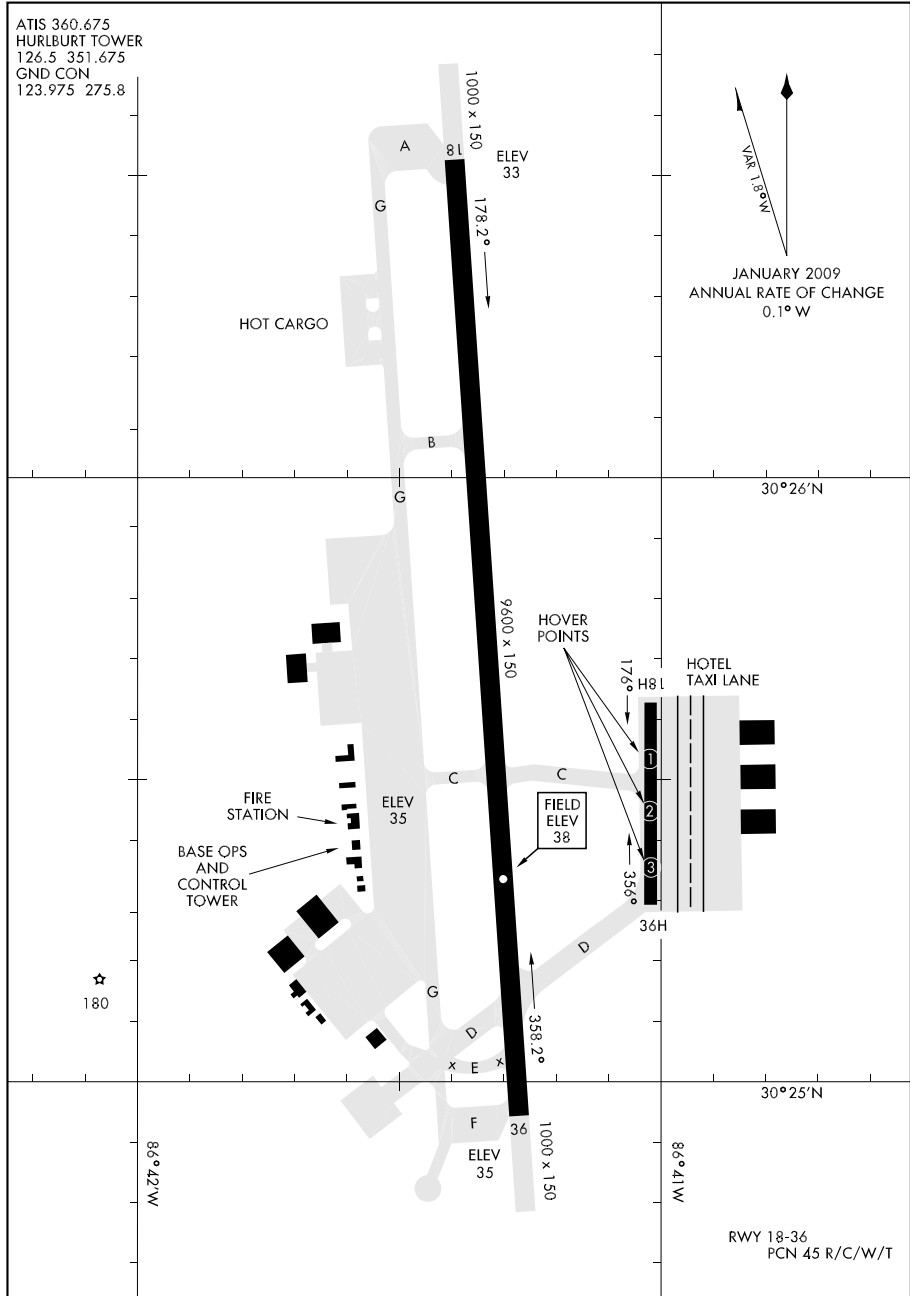 ATIS 360.675
HURLBURT TOWER
126.5 351.675
GND CON
123.975 275.8
1000 x 150
A
18
ELEV
33
G
178.2°
VAR 1.8°W
JANUARY 2009
ANNUAL RATE OF CHANGE
0.1° W
HOT CARGO
B
G
30°26'N
9600 x 150
HOVER
POINTS
176°
18H
HOTEL
TAXI LANE
1
C
C
2
FIRE
STATION
ELEV
35
FIELD
ELEV
38
BASE OPS
AND
CONTROL
TOWER
3
356°
36H
D
180
G
358.2°
D
x E x
30°25'N
F
36
ELEV
35
1000 x 150
86°42'W
86°41'W
RWY 18-36
PCN 45 R/C/W/T